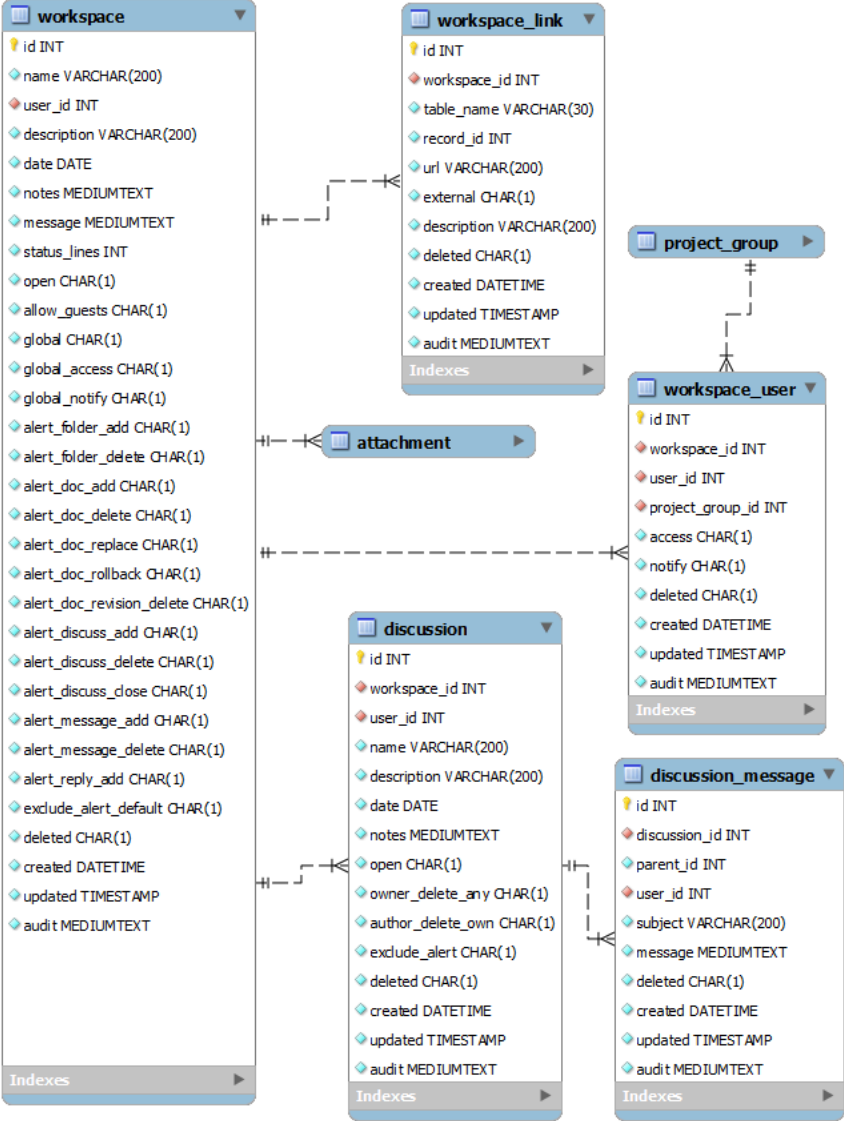 workspace
id INT
name VARCHAR(200)
user_id INT
description VARCHAR(200)
date DATE
notes MEDIUMTEXT
message MEDIUMTEXT
status_lines INT
open CHAR(1)
allow_guests CHAR(1)
global CHAR(1)
global_access CHAR(1)
global_notify CHAR(1)
alert_folder_add CHAR(1)
alert_folder_delete CHAR(1)
alert_doc_add CHAR(1)
alert_doc_delete CHAR(1)
alert_doc_replace CHAR(1)
alert_doc_rollback CHAR(1)
alert_doc_revision_delete CHAR(1)
alert_discuss_add CHAR(1)
alert_discuss_delete CHAR(1)
alert_discuss_close CHAR(1)
alert_message_add CHAR(1)
alert_message_delete CHAR(1)
alert_reply_add CHAR(1)
exclude_alert_default CHAR(1)
deleted CHAR(1)
created DATETIME
updated TIMESTAMP
audit MEDIUMTEXT
Indexes
workspace_link
id INT
workspace_id INT
table_name VARCHAR(30)
record_id INT
url VARCHAR(200)
external CHAR(1)
description VARCHAR(200)
deleted CHAR(1)
created DATETIME
updated TIMESTAMP
audit MEDIUMTEXT
Indexes
project_group
attachment
workspace_user
id INT
workspace_id INT
user_id INT
project_group_id INT
access CHAR(1)
notify CHAR(1)
deleted CHAR(1)
created DATETIME
updated TIMESTAMP
audit MEDIUMTEXT
Indexes
discussion
id INT
workspace_id INT
user_id INT
name VARCHAR(200)
description VARCHAR(200)
date DATE
notes MEDIUMTEXT
open CHAR(1)
owner_delete_any CHAR(1)
author_delete_own CHAR(1)
exclude_alert CHAR(1)
deleted CHAR(1)
created DATETIME
updated TIMESTAMP
audit MEDIUMTEXT
Indexes
discussion_message
id INT
discussion_id INT
parent_id INT
user_id INT
subject VARCHAR(200)
message MEDIUMTEXT
deleted CHAR(1)
created DATETIME
updated TIMESTAMP
audit MEDIUMTEXT
Indexes